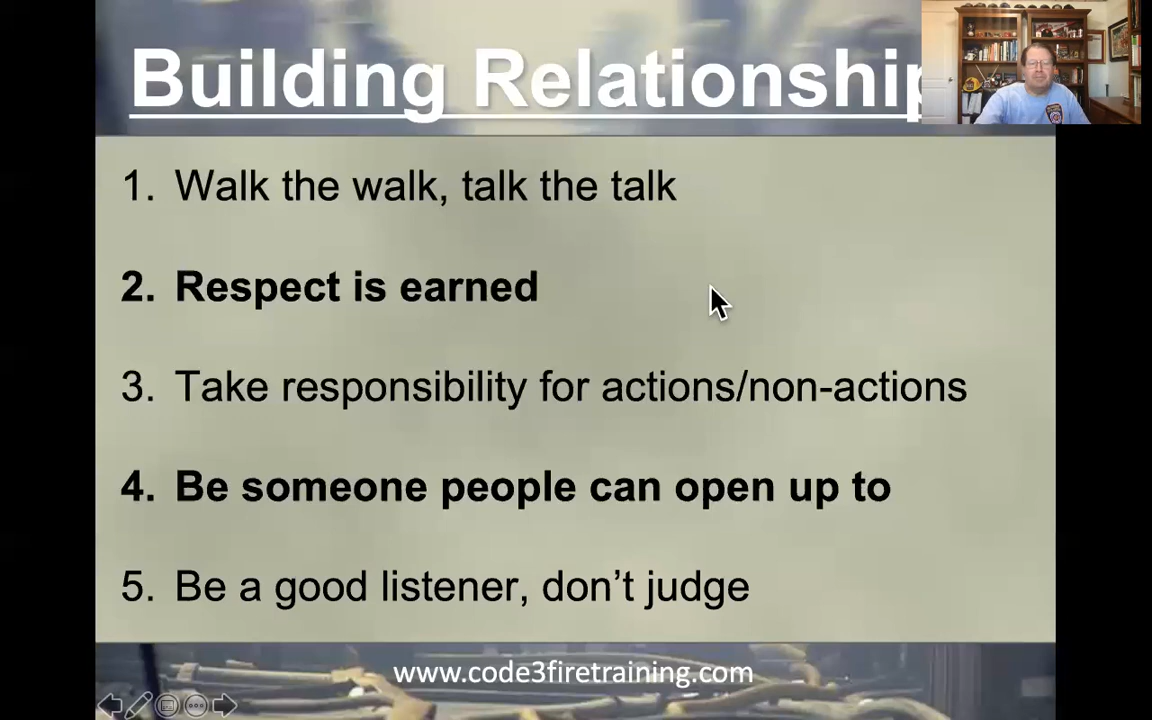 Building Relationship
1. Walk the walk, talk the talk
2. Respect is earned
3. Take responsibility for actions/non-actions
4. Be someone people can open up to
5. Be a good listener, don’t judge
www.code3firetraining.com